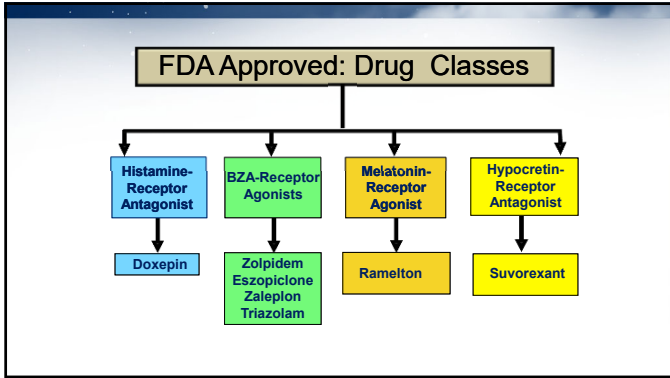 FDA Approved: Drug Classes
Histamine-
Receptor
Antagonist
BZA-Receptor
Agonists
Melatonin-
Receptor
Agonist
Hypocretin-
Receptor
Antagonist
Doxepin
Zolpidem
Eszopiclone
Zaleplon
Triazolam
Ramelton
Suvorexant